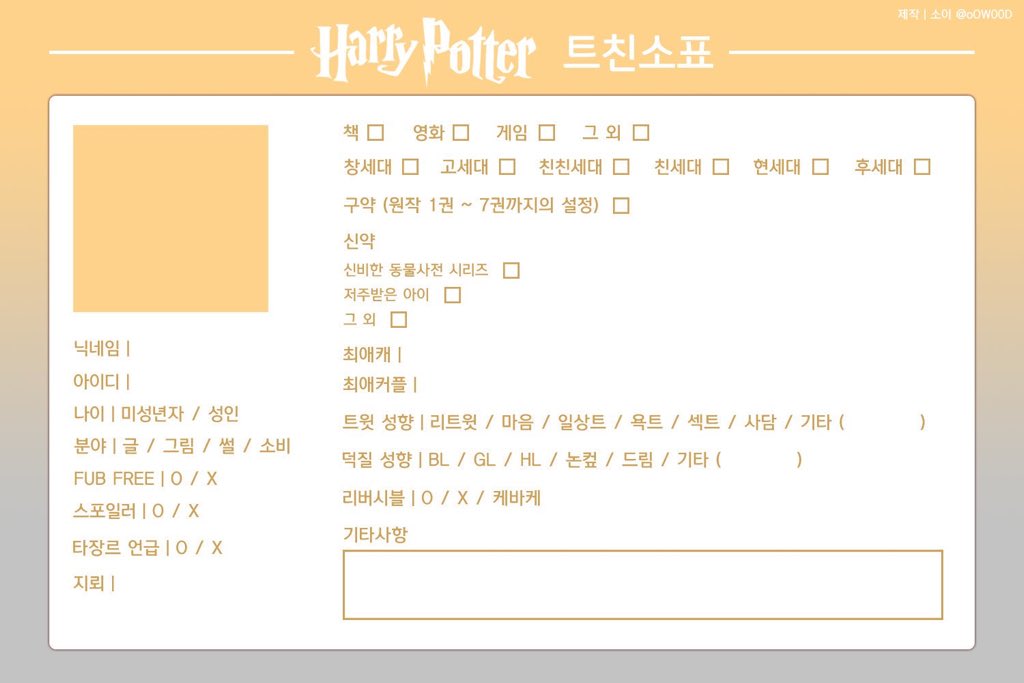 제작 | 소여 @oOW00D
Harry Potter 트친소표
닉네임 |
아이디 |
나이 | 미성년자 / 성인
분야 | 글 / 그림 / 썰 / 소비
FUB FREE | O / X
스포일러 | O / X
타장르 언급 | O / X
지뢰 |
책 □ 영화 □ 게임 □ 그 외 □
창세대 □ 고세대 □ 친친세대 □ 친세대 □ 현세대 □ 후세대 □
구약 (원작 1권 ~ 7권까지의 설정) □
신약
신비한 동물사전 시리즈 □
저주받은 아이 □
그 외 □
최애캐 |
최애커플 |
트윗 성향 | 리트윗 / 마음 / 일상트 / 욕트 / 섹트 / 사담 / 기타 ( )
덕질 성향 | BL / GL / HL / 논컾 / 드림 / 기타 ( )
리버시블 | O / X / 케바케
기타사항